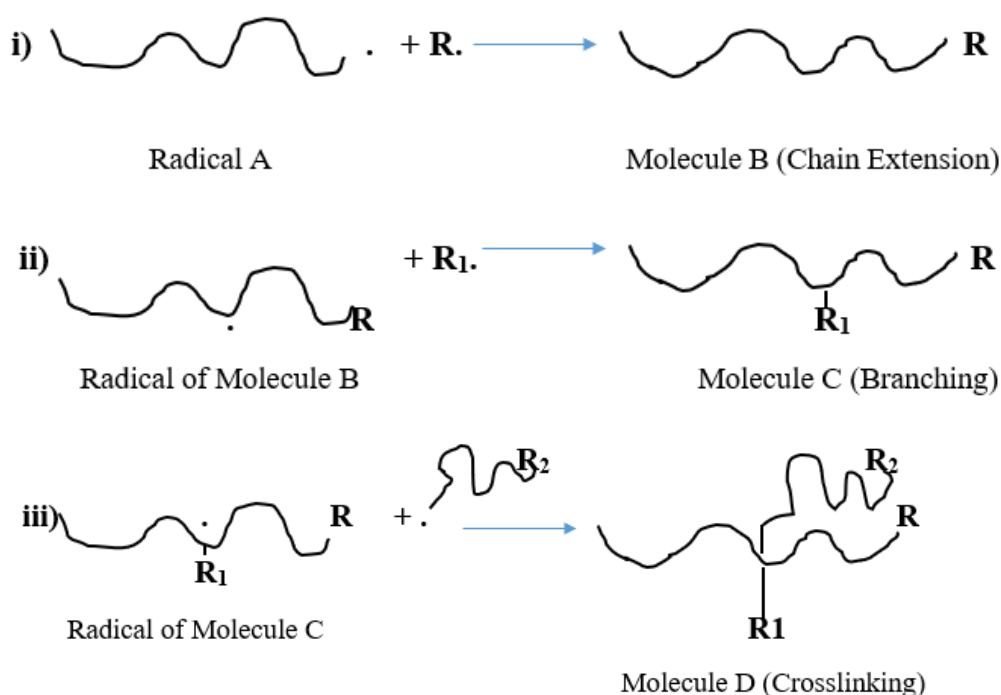 i) . + R. R
Radical A Molecule B (Chain Extension)
ii) + R₁. R
. R R₁
Radical of Molecule B Molecule C (Branching)
R₂ R₂
iii) . R + . R
R₁ R1
Radical of Molecule C
Molecule D (Crosslinking)